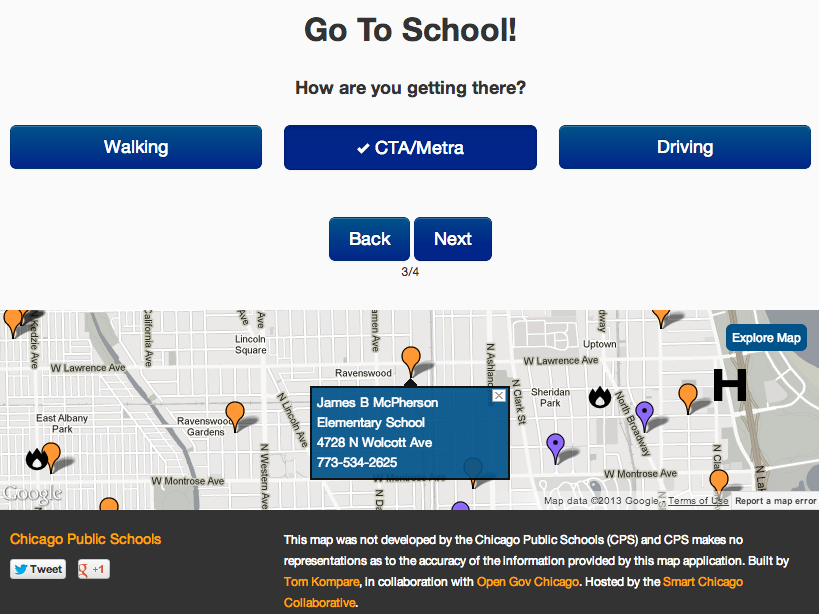 Go To School!
How are you getting there?
Walking
✔ CTA/Metra
Driving
Back
Next
3/4
Explore Map
N Kedzie Ave
California Ave
Ave
Ave
Lincoln
Square
N Ashland
Uptown
W Lawrence Ave
W Lawrence Ave
Ravenswood
James B McPherson
Elementary School
4728 N Wolcott Ave
773-534-2625
N Lincoln Ave
N Clark St
Sheridan
Park
North Broadway
East Albany
Park
Ravenswood
Gardens
N Western Ave
W Montrose Ave
W Montrose Ave
Google
Map data ©2013 Google
Terms of Use
Report a map error
Chicago Public Schools
Tweet
+1
This map was not developed by the Chicago Public Schools (CPS) and CPS makes no
representations as to the accuracy of the information provided by this map application. Built by
Tom Kompare, in collaboration with Open Gov Chicago. Hosted by the Smart Chicago
Collaborative.